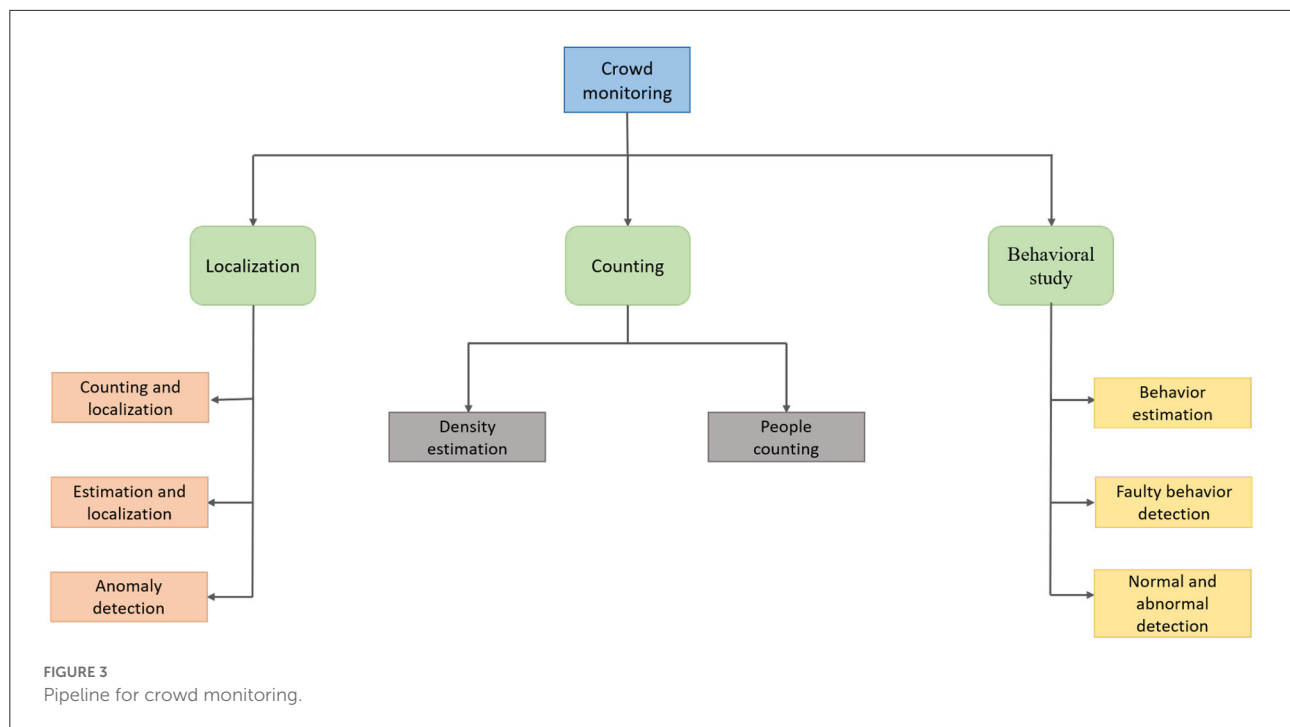 Crowd
monitoring
Localization
Counting
Behavioral
study
Counting and
localization
Estimation and
localization
Anomaly
detection
Density
estimation
People
counting
Behavior
estimation
Faulty behavior
detection
Normal and
abnormal
detection
FIGURE 3
Pipeline for crowd monitoring.